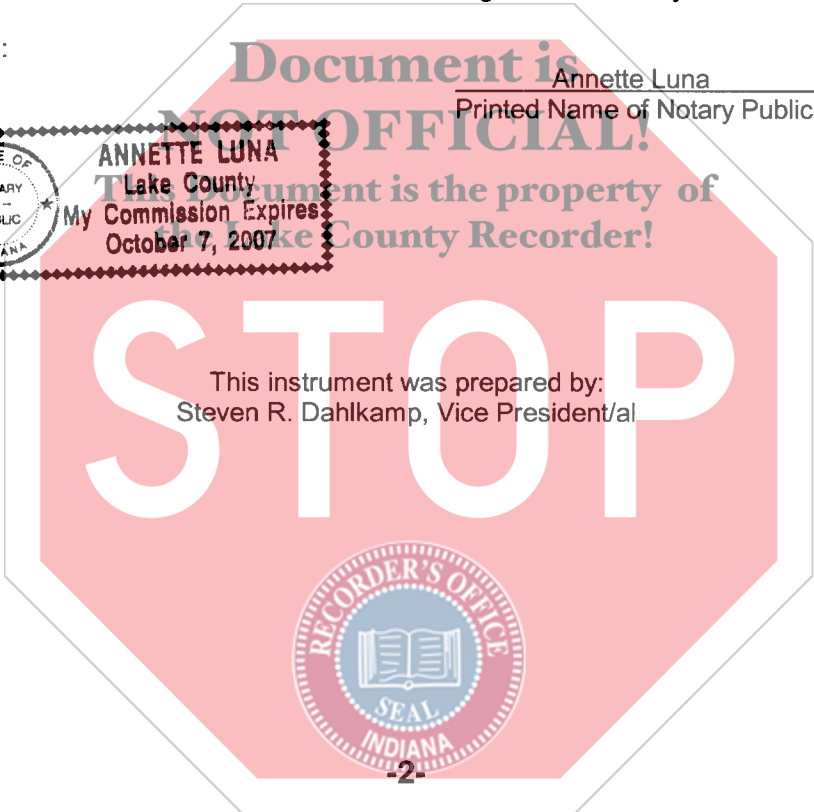 :
Document is
Annette Luna
Printed Name of Notary Public
NOT OFFICIAL!
ANNETTE LUNA
Lake County
My Commission Expires
October 7, 2007
This Document is the property of
the Lake County Recorder!
STOP
This instrument was prepared by:
Steven R. Dahlkamp, Vice President/al
RECORDER'S OFFICE
SEAL
INDIANA
-2-